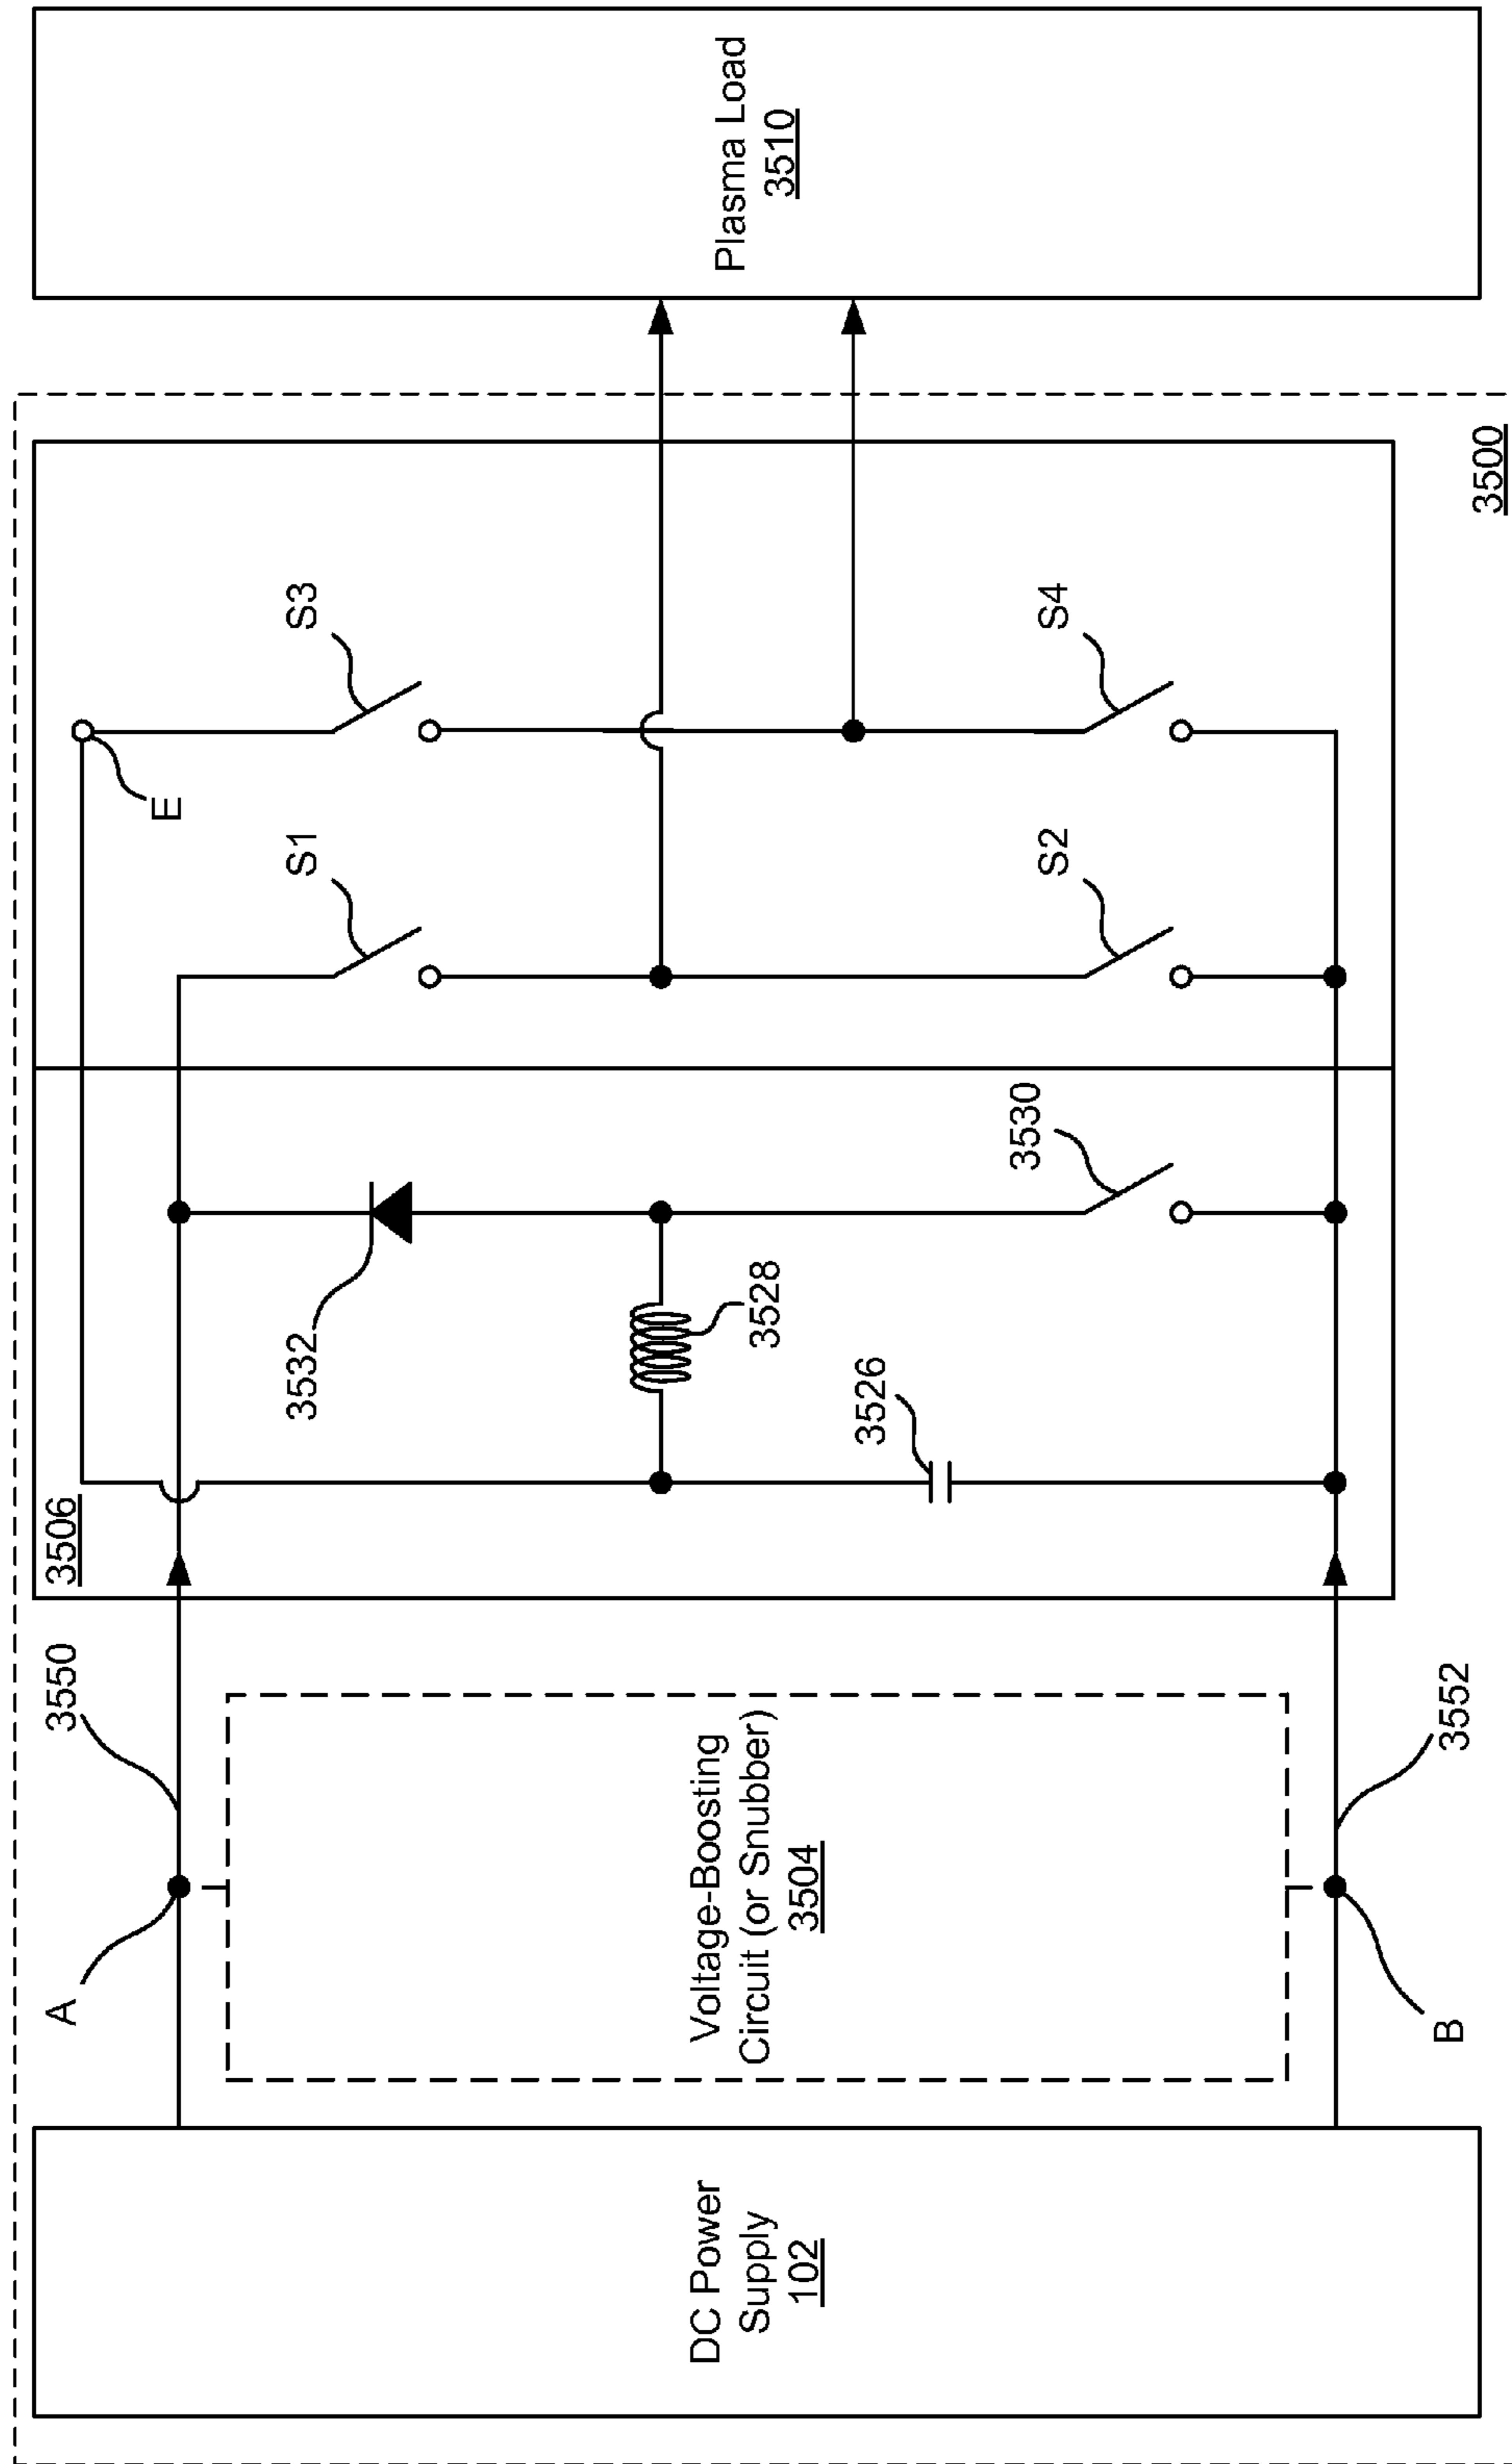 DC Power
Supply
102
A
3550
Voltage-Boosting
Circuit (or Snubber)
3504
B
3552
3506
3532
3528
3526
3530
E
S1
S3
S2
S4
3500
Plasma Load
3510